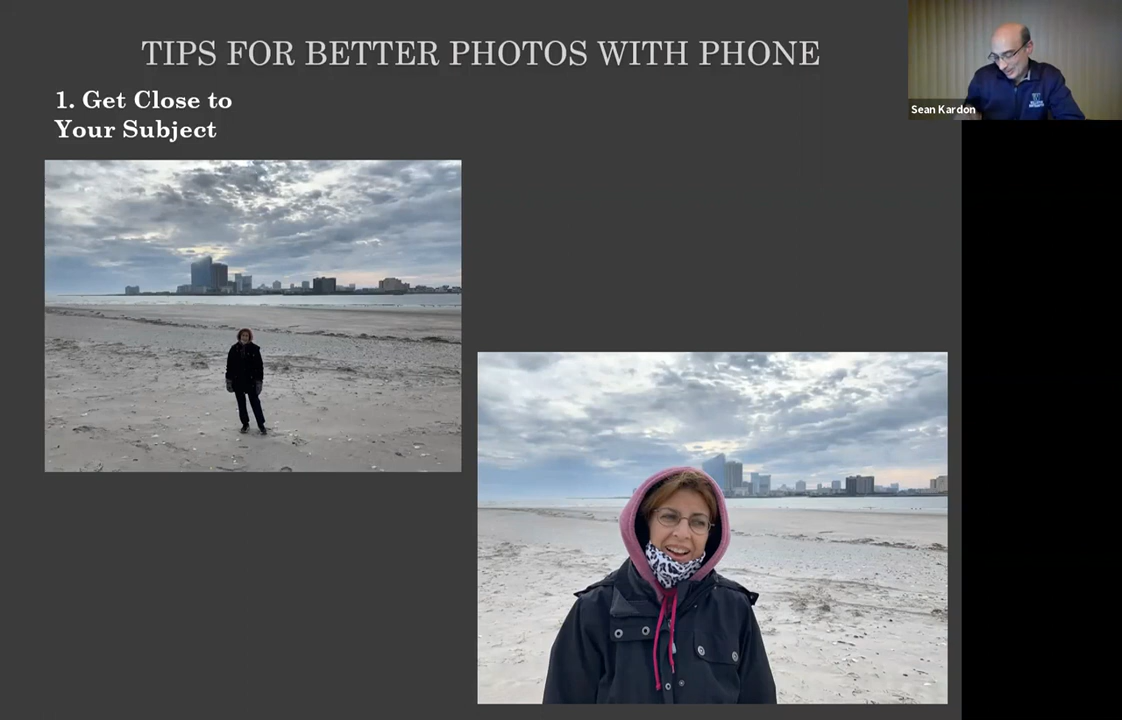 TIPS FOR BETTER PHOTOS WITH PHONE
1. Get Close to
Your Subject
Sean Kardon